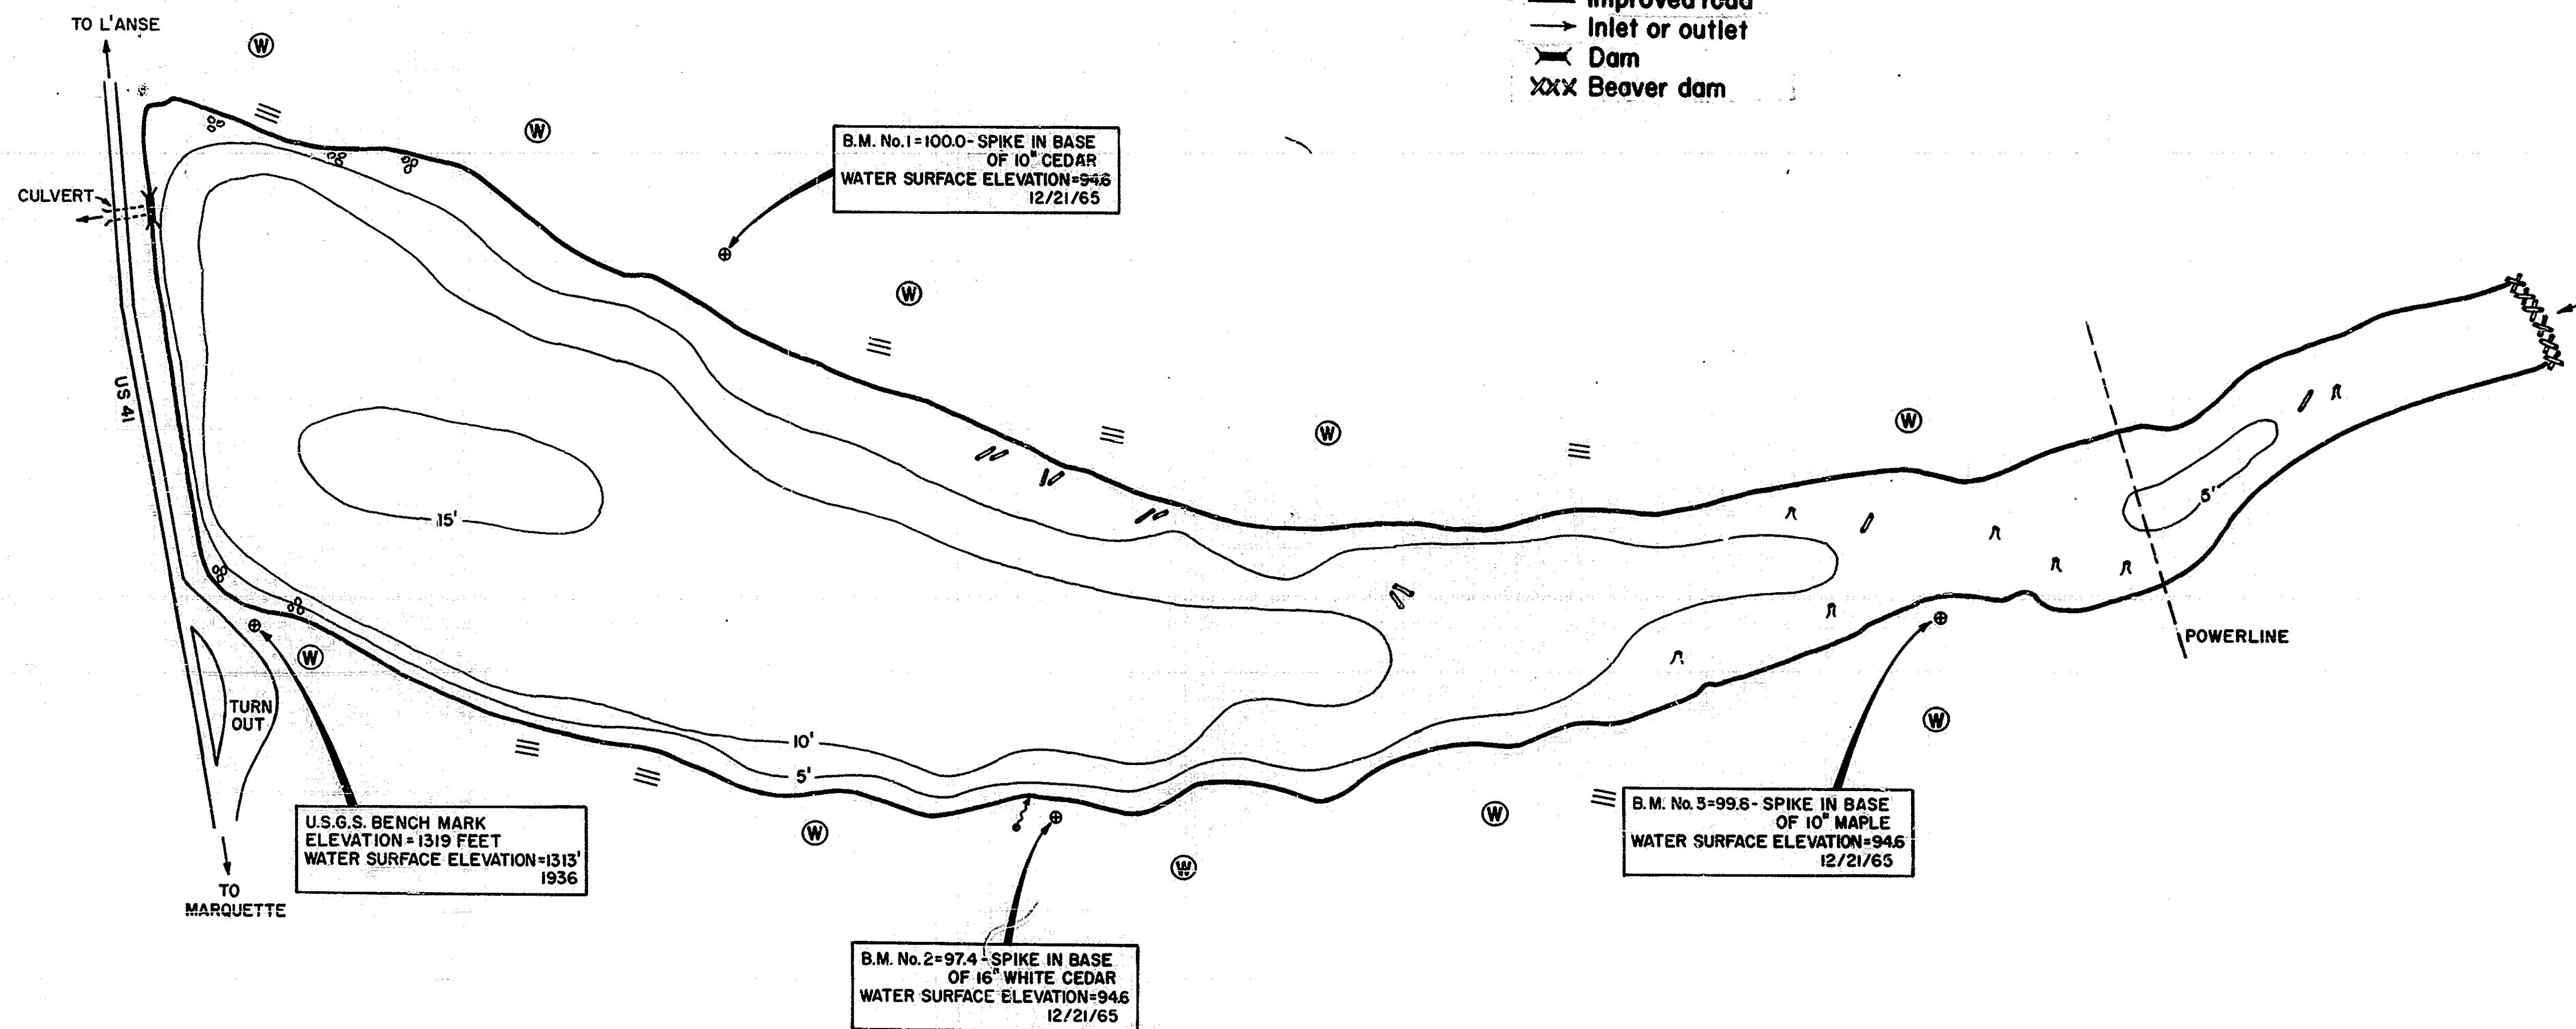 Improved road
Inlet or outlet
Dam
XXX Beaver dam
TO L'ANSE
W
W
B.M. No.1=100.0-SPIKE IN BASE
OF 10" CEDAR
WATER SURFACE ELEVATION=94.6
12/21/65
CULVERT
W
US 41
W
W
15'
5'
POWERLINE
W
TURN
OUT
W
10'
5'
U.S.G.S. BENCH MARK
ELEVATION=1319 FEET
WATER SURFACE ELEVATION=1313'
1936
W
W
W
B.M. No.3=99.6-SPIKE IN BASE
OF 10" MAPLE
WATER SURFACE ELEVATION=94.6
12/21/65
TO
MARQUETTE
B.M. No.2=97.4-SPIKE IN BASE
OF 16" WHITE CEDAR
WATER SURFACE ELEVATION=94.6
12/21/65